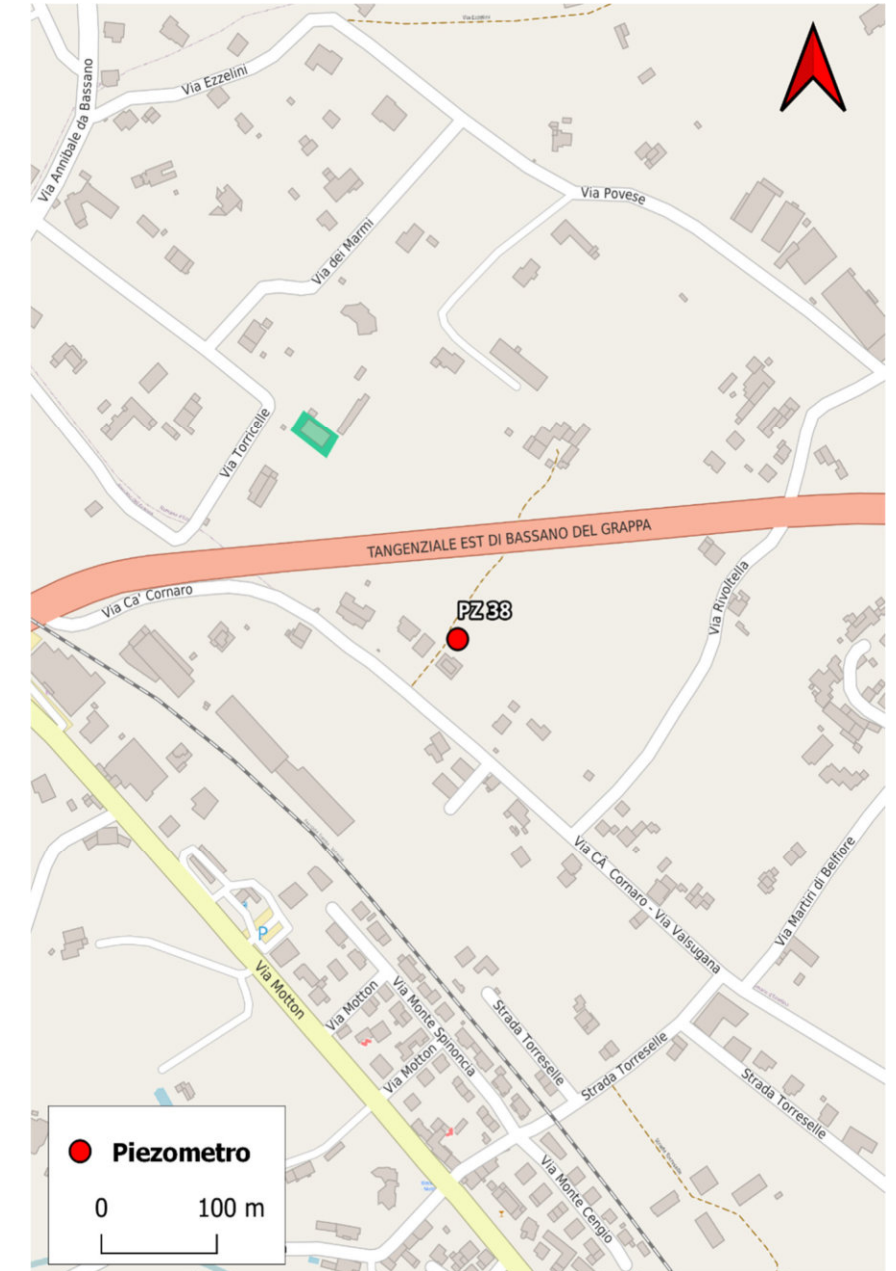 Via Ezzelini
Via Annibale da Bassano
Via Povese
Via dei Marmi
Via Torricelle
TANGENZIALE EST DI BASSANO DEL GRAPPA
Via Ca' Cornaro
Via Rivoltella
PZ 38
Via CÀ Cornaro - Via Valsugana
Via Martiri di Belfiore
P
Via Motton
Via Motton
Via Monte Spinoncia
Via Motton
Strada Torreselle
Strada Torreselle
Strada Torreselle
Via Monte Cengio
Piezometro
0 100 m